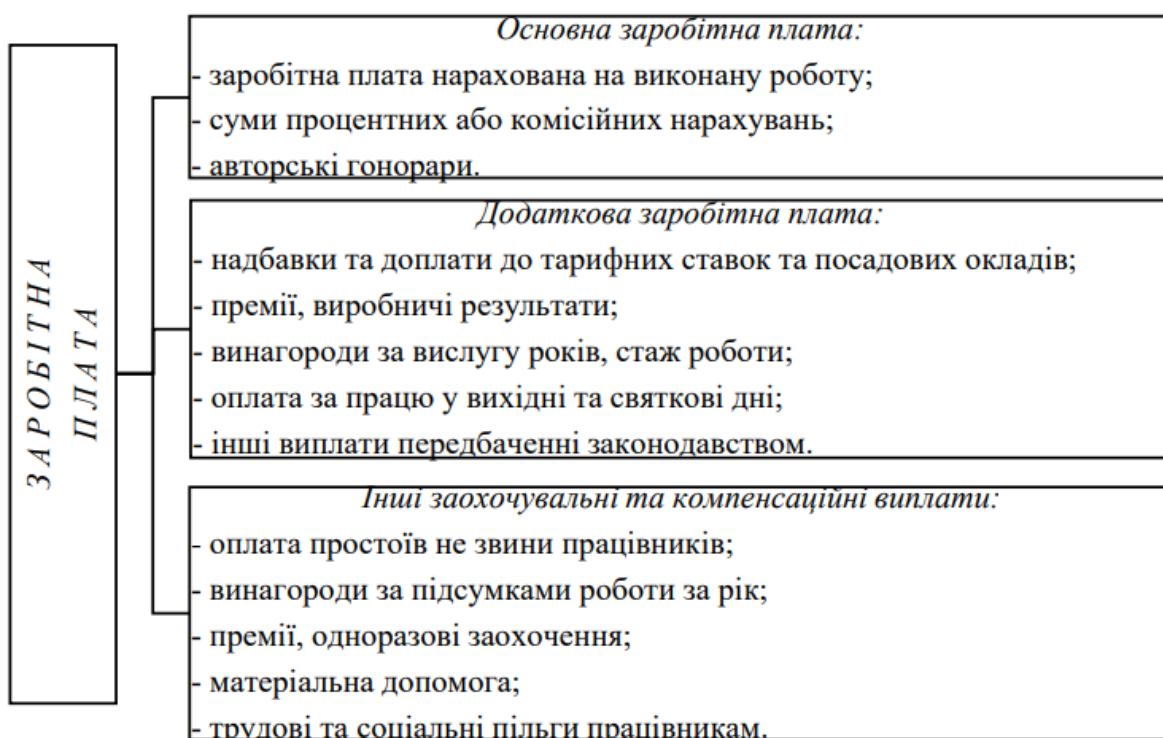 ЗАРОБІТНА
ПЛАТА
Основна заробітна плата:
- заробітна плата нарахована на виконану роботу;
- суми процентних або комісійних нарахувань;
- авторські гонорари.
Додаткова заробітна плата:
- надбавки та доплати до тарифних ставок та посадових окладів;
- премії, виробничі результати;
- винагороди за вислугу років, стаж роботи;
- оплата за працю у вихідні та святкові дні;
- інші виплати передбаченні законодавством.
Інші заохочувальні та компенсаційні виплати:
- оплата простоїв не звини працівників;
- винагороди за підсумками роботи за рік;
- премії, одноразові заохочення;
- матеріальна допомога;
- трудові та соціальні пільги працівникам.